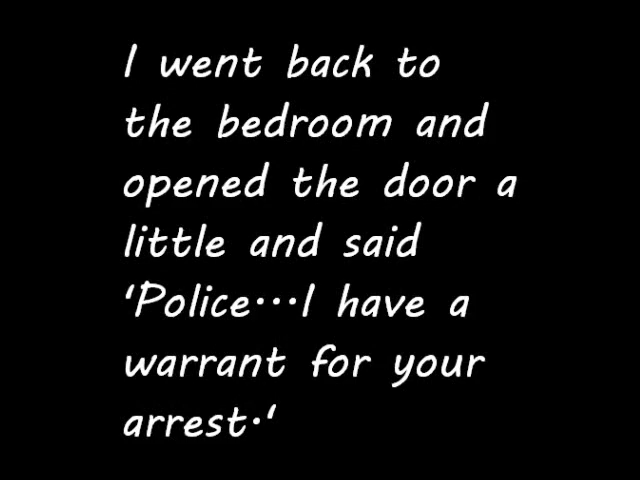 I went back to
the bedroom and
opened the door a
little and said
‘Police...I have a
warrant for your
arrest.‘